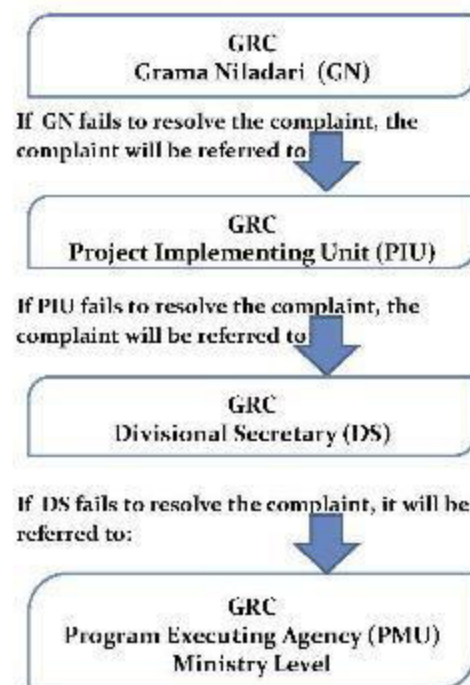 GRC
Grama Niladari (GN)
If GN fails to resolve the complaint, the
complaint will be referred to
GRC
Project Implementing Unit (PIU)
If PIU fails to resolve the complaint, the
complaint will be referred to
GRC
Divisional Secretary (DS)
If DS fails to resolve the complaint, it will be
referred to:
GRC
Program Executing Agency (PMU)
Ministry Level